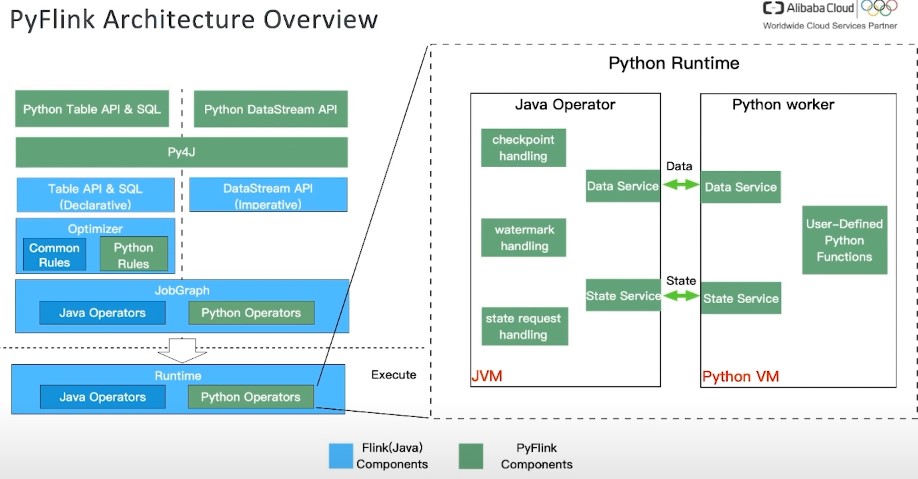 PyFlink Architecture Overview
Alibaba Cloud
Worldwide Cloud Services Partner
Python Table API & SQL
Python DataStream API
Py4J
Table API & SQL
(Declarative)
DataStream API
(Imperative)
Optimizer
Common
Rules
Python
Rules
JobGraph
Java Operators
Python Operators
Execute
Runtime
Java Operators
Python Operators
Python Runtime
Java Operator
checkpoint
handling
Data Service
watermark
handling
State Service
state request
handling
JVM
Data
State
Python worker
Data Service
User-Defined
Python
Functions
State Service
Python VM
Flink(Java)
Components
PyFlink
Components